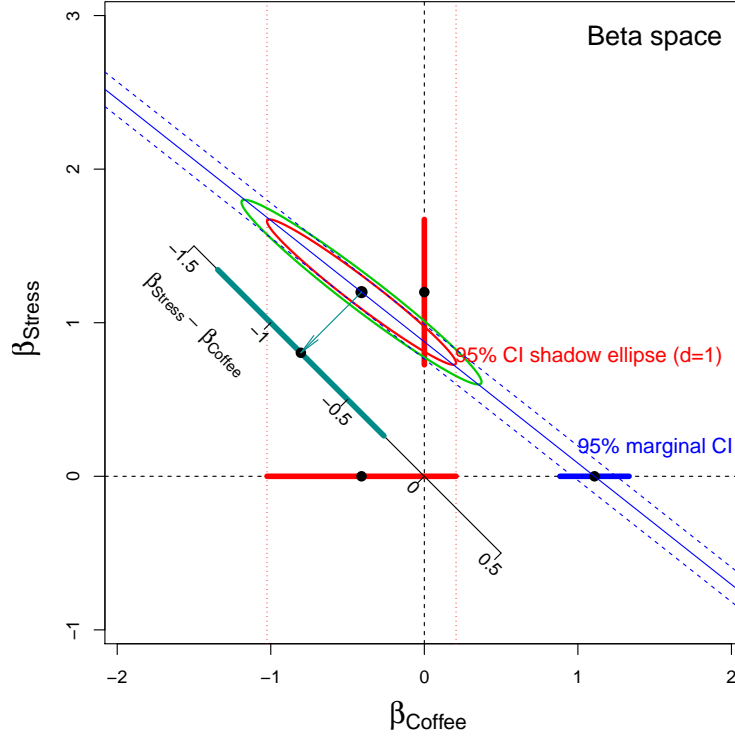 Beta space
3
2
1
0
−1
βStress
−1.5
−1
−0.5
0
0.5
βStress − βCoffee
95% CI shadow ellipse (d=1)
95% marginal CI
−2
−1
0
1
2
βCoffee